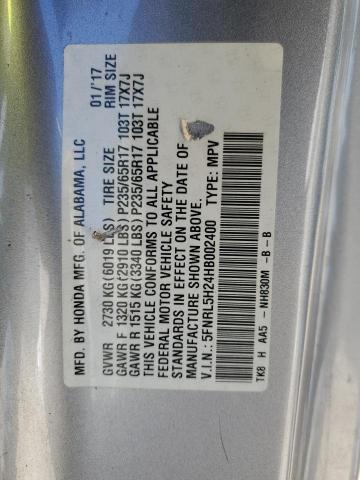 MFD. BY HONDA MFG. OF ALABAMA, LLC 01/'17
GVWR 2730 KG(6019 LBS) TIRE SIZE RIM SIZE
GAWR F 1320 KG(2910 LBS) P235/65R17 103T 17X7J
GAWR R 1515 KG(3340 LBS) P235/65R17 103T 17X7J
THIS VEHICLE CONFORMS TO ALL APPLICABLE
FEDERAL MOTOR VEHICLE SAFETY
STANDARDS IN EFFECT ON THE DATE OF
MANUFACTURE SHOWN ABOVE.
V.I.N.: 5FNRL5H24HB002400 TYPE: MPV
TK8 H AA5 - NH830M -B -B